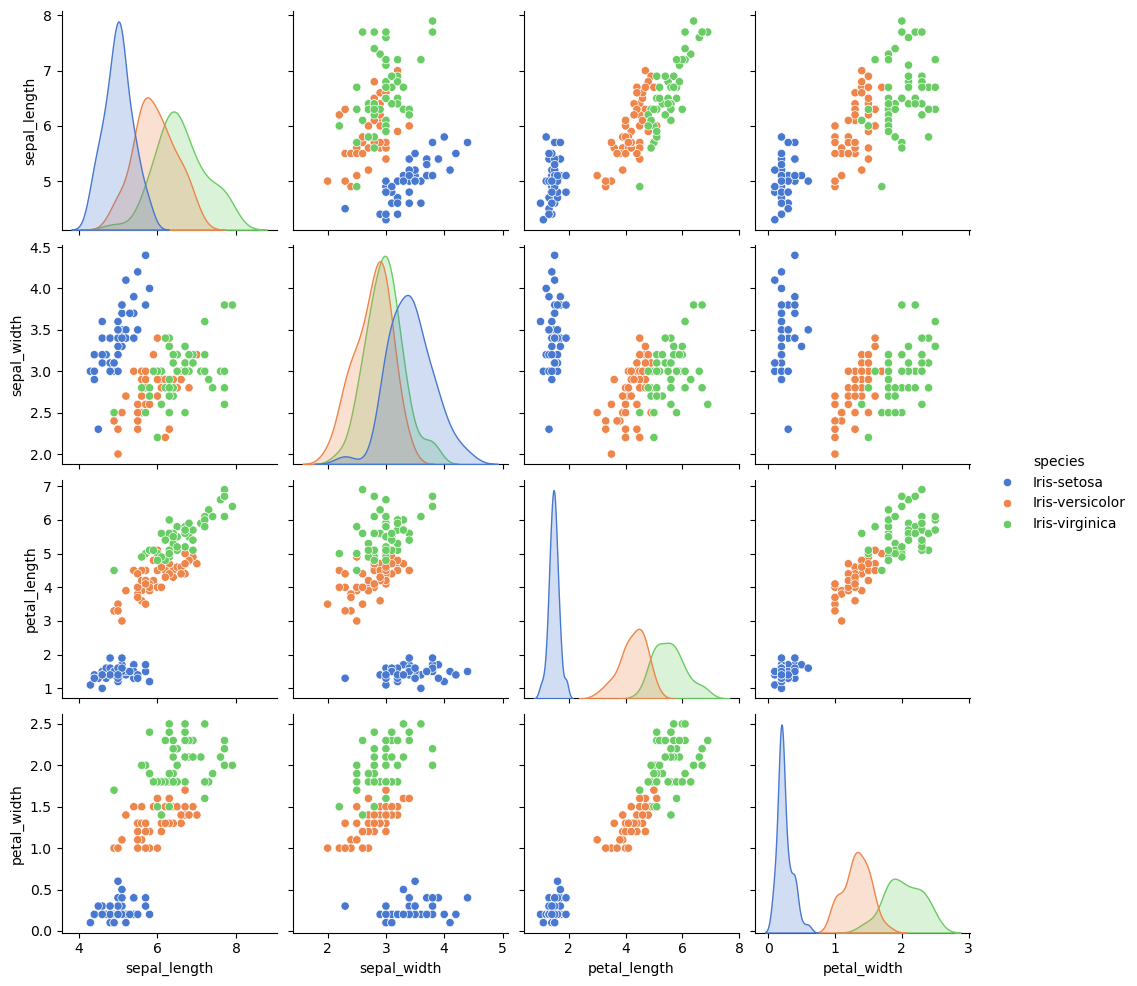 8
7
6
5
sepal_length
4.5
4.0
3.5
3.0
2.5
2.0
sepal_width
7
6
5
4
3
2
1
petal_length
2.5
2.0
1.5
1.0
0.5
0.0
petal_width
4 6 8
sepal_length
2 3 4 5
sepal_width
2 4 6 8
petal_length
0 1 2 3
petal_width
species
Iris-setosa
Iris-versicolor
Iris-virginica